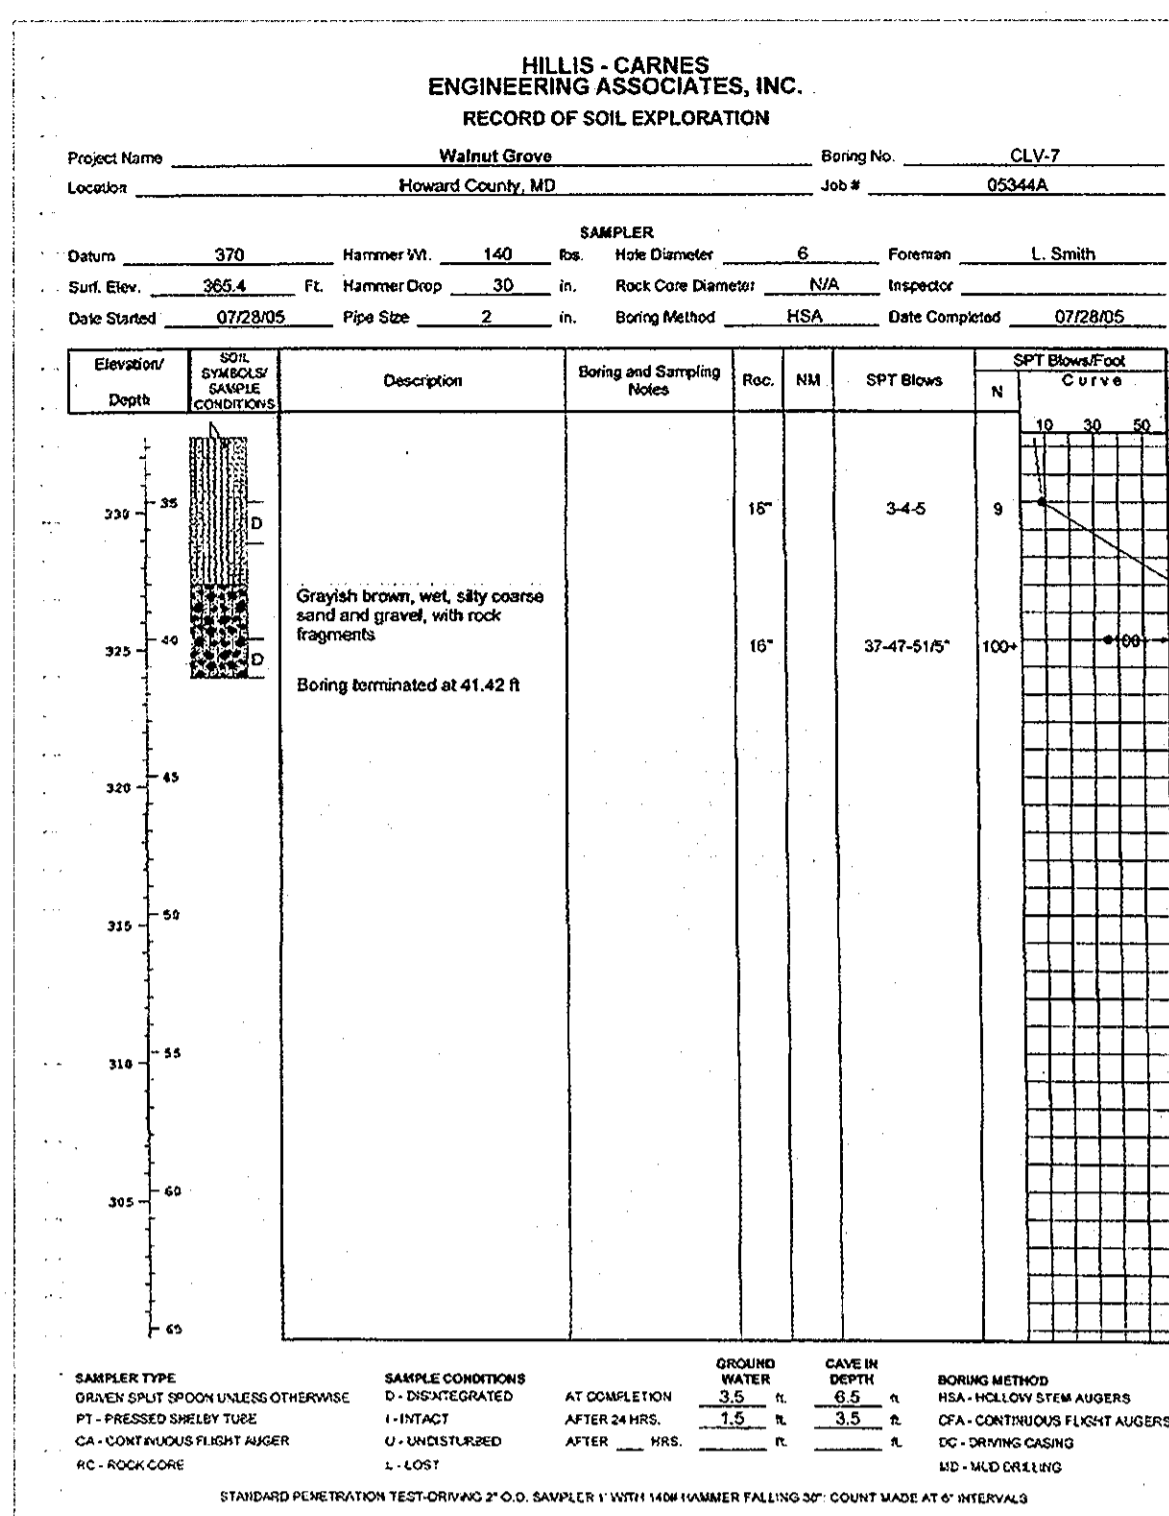 HILLIS - CARNES
ENGINEERING ASSOCIATES, INC.
RECORD OF SOIL EXPLORATION
Project Name Walnut Grove Boring No. CLV-7
Location Howard County, MD Job # 05344A
SAMPLER
Datum 370 Hammer Wt. 140 lbs. Hole Diameter 6 Foreman L. Smith
Surf. Elev. 365.4 Ft. Hammer Drop 30 in. Rock Core Diameter N/A Inspector
Date Started 07/28/05 Pipe Size 2 in. Boring Method HSA Date Completed 07/28/05
Elevation/ Depth
SOIL SYMBOLS/ SAMPLE CONDITIONS
Description
Boring and Sampling Notes
Rec. NM SPT Blows
SPT Blows/Foot
N Curve
10 30 50
330 35 D 18" 3-4-5 9
Grayish brown, wet, silty coarse
sand and gravel, with rock
fragments
325 40 D 16" 37-47-51/5" 100+ 100+
Boring terminated at 41.42 ft
320 45
315 50
310 55
305 60
65
SAMPLER TYPE
DRIVEN SPLIT SPOON UNLESS OTHERWISE
PT - PRESSED SHELBY TUBE
CA - CONTINUOUS FLIGHT AUGER
RC - ROCK CORE
SAMPLE CONDITIONS
D - DISINTEGRATED
I - INTACT
U - UNDISTURBED
L - LOST
GROUND WATER CAVE IN DEPTH
AT COMPLETION 3.5 ft. 6.5 ft.
AFTER 24 HRS. 1.5 ft. 3.5 ft.
AFTER ___ HRS. ft. ft.
BORING METHOD
HSA - HOLLOW STEM AUGERS
CFA - CONTINUOUS FLIGHT AUGERS
DC - DRIVING CASING
MD - MUD DRILLING
STANDARD PENETRATION TEST-DRIVING 2" O.D. SAMPLER 1' WITH 140# HAMMER FALLING 30": COUNT MADE AT 6" INTERVALS